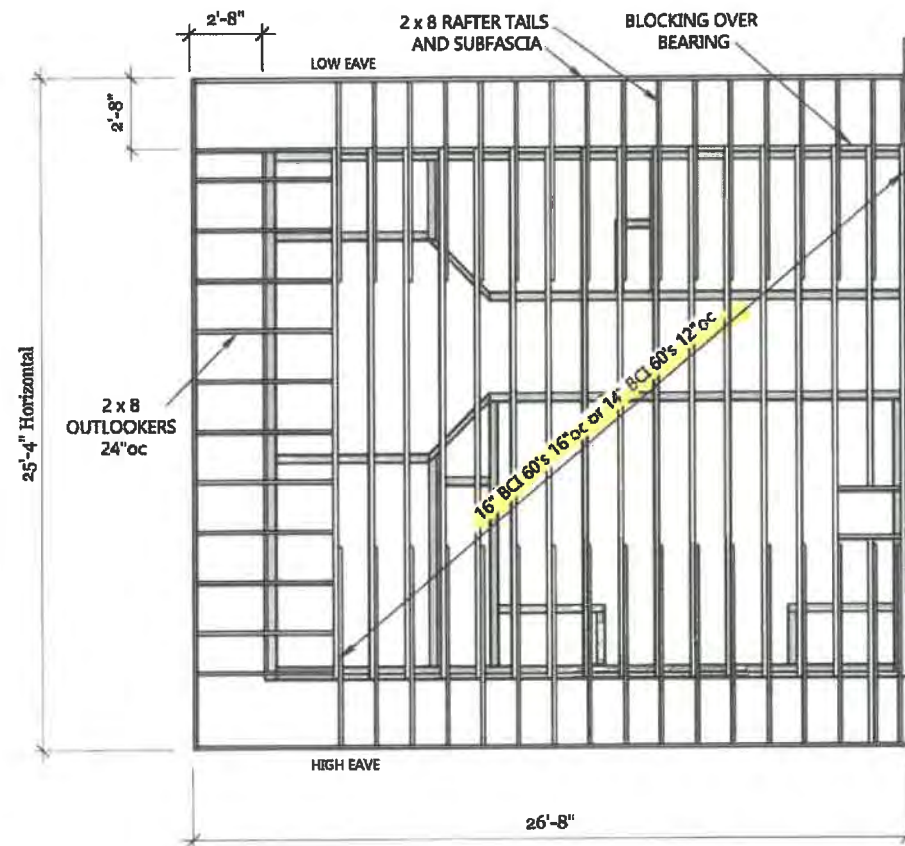 2'-8"
2 x 8 RAFTER TAILS
AND SUBFASCIA
BLOCKING OVER
BEARING
LOW EAVE
2'-8"
25'-4" Horizontal
2 x 8
OUTLOOKERS
24"oc
16" BCI 60's 16"oc or 14" BCI 60's 12"oc
HIGH EAVE
26'-8"